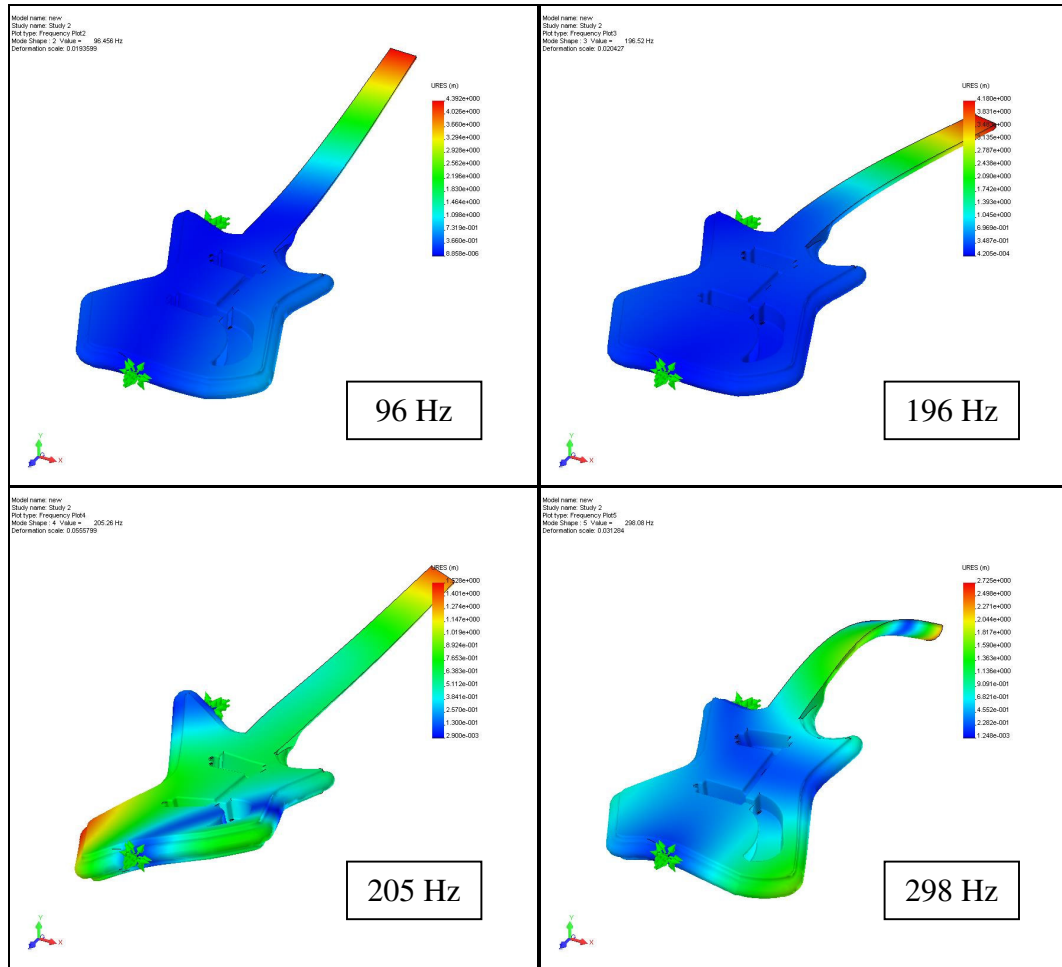 Model name: new
Study name: Study 2
Plot type: Frequency Plot2
Mode Shape : 2 Value = 96.456 Hz
Deformation scale: 0.0193599
URES (m)
4.392e+000
4.026e+000
3.660e+000
3.294e+000
2.928e+000
2.562e+000
2.196e+000
1.830e+000
1.464e+000
1.098e+000
7.319e-001
3.660e-001
8.858e-006
96 Hz
Y
X
Model name: new
Study name: Study 2
Plot type: Frequency Plot3
Mode Shape : 3 Value = 196.52 Hz
Deformation scale: 0.020427
URES (m)
4.180e+000
3.831e+000
3.135e+000
2.787e+000
2.438e+000
2.090e+000
1.742e+000
1.393e+000
1.045e+000
6.969e-001
3.487e-001
4.205e-004
196 Hz
Y
X
Model name: new
Study name: Study 2
Plot type: Frequency Plot4
Mode Shape : 4 Value = 205.26 Hz
Deformation scale: 0.0555799
URES (m)
1.528e+000
1.401e+000
1.274e+000
1.147e+000
1.019e+000
8.924e-001
7.653e-001
6.383e-001
5.112e-001
3.841e-001
2.570e-001
1.300e-001
2.900e-003
205 Hz
Y
X
Model name: new
Study name: Study 2
Plot type: Frequency Plot5
Mode Shape : 5 Value = 298.08 Hz
Deformation scale: 0.031284
URES (m)
2.725e+000
2.498e+000
2.271e+000
2.044e+000
1.817e+000
1.590e+000
1.363e+000
1.136e+000
9.091e-001
6.821e-001
4.552e-001
2.282e-001
1.248e-003
298 Hz
Y
X